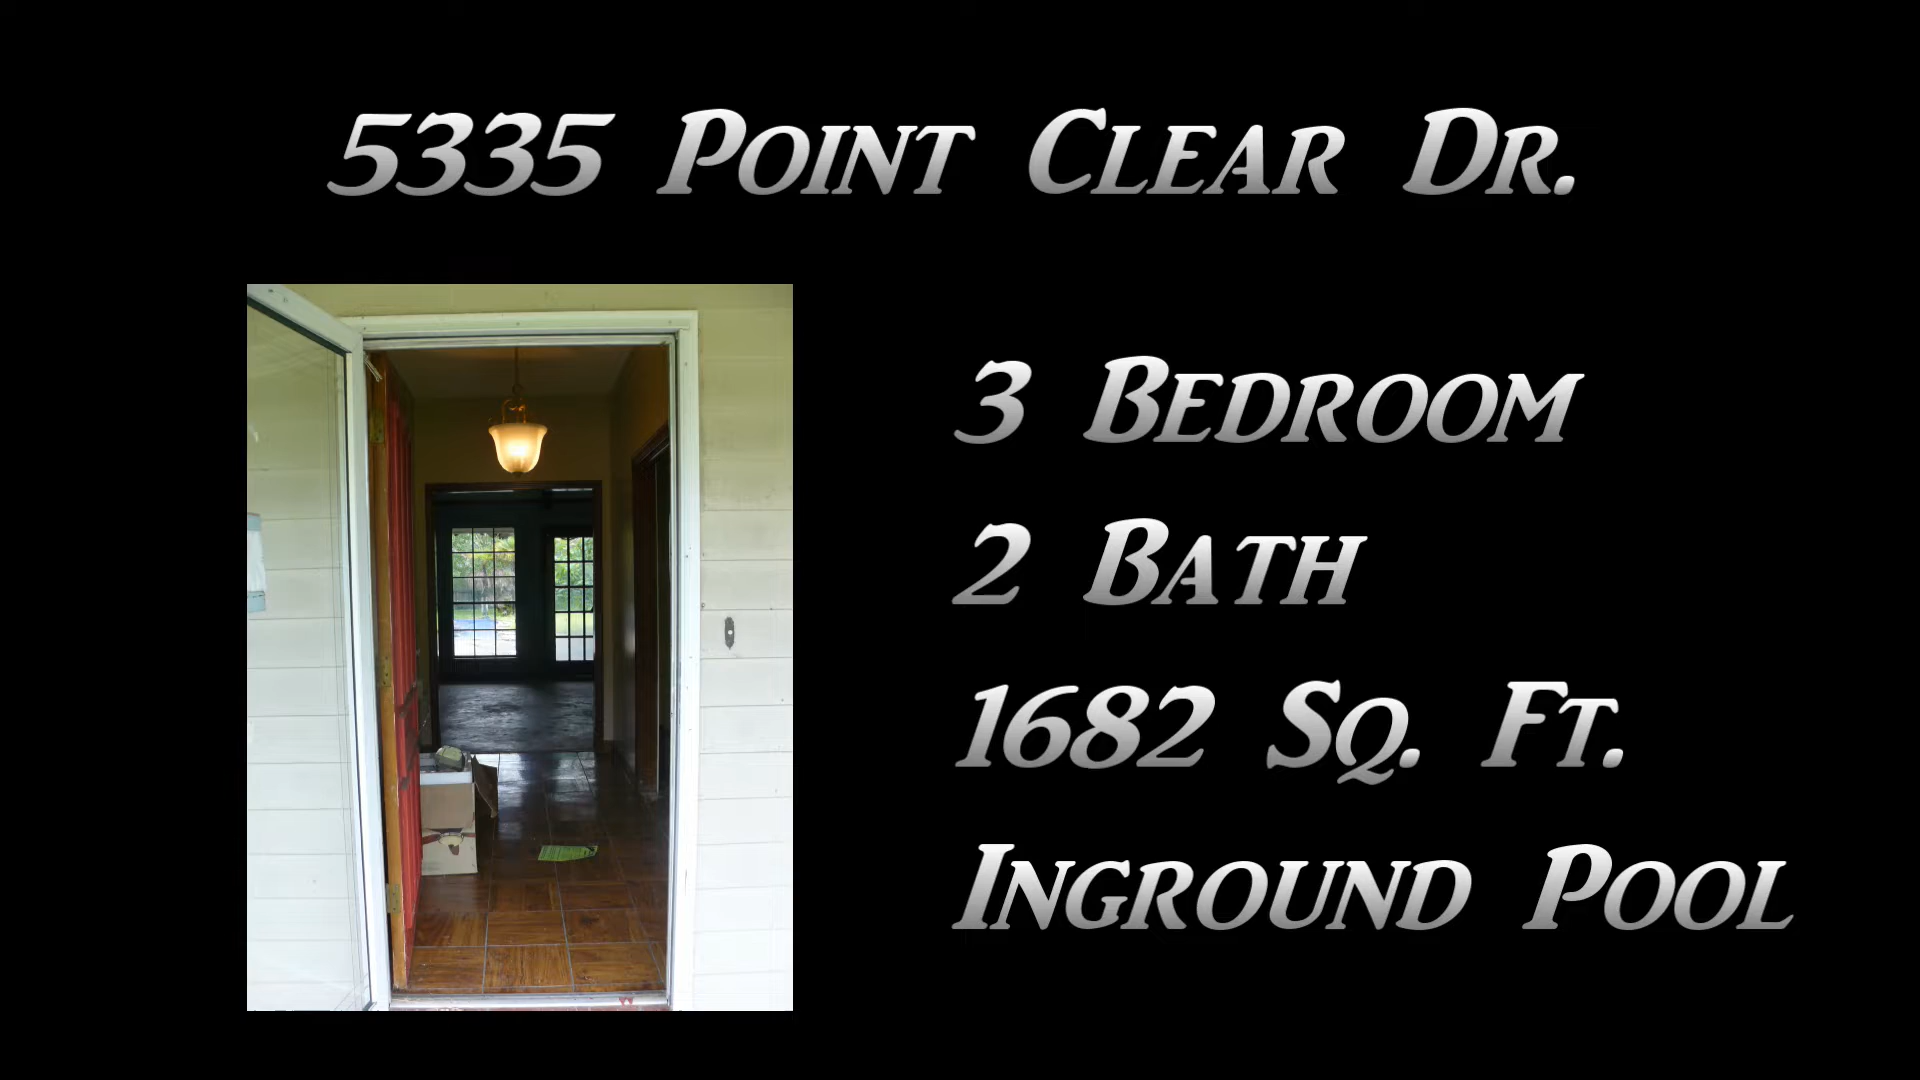 5335 Point Clear Dr.
3 Bedroom
2 Bath
1682 Sq. Ft.
Inground Pool